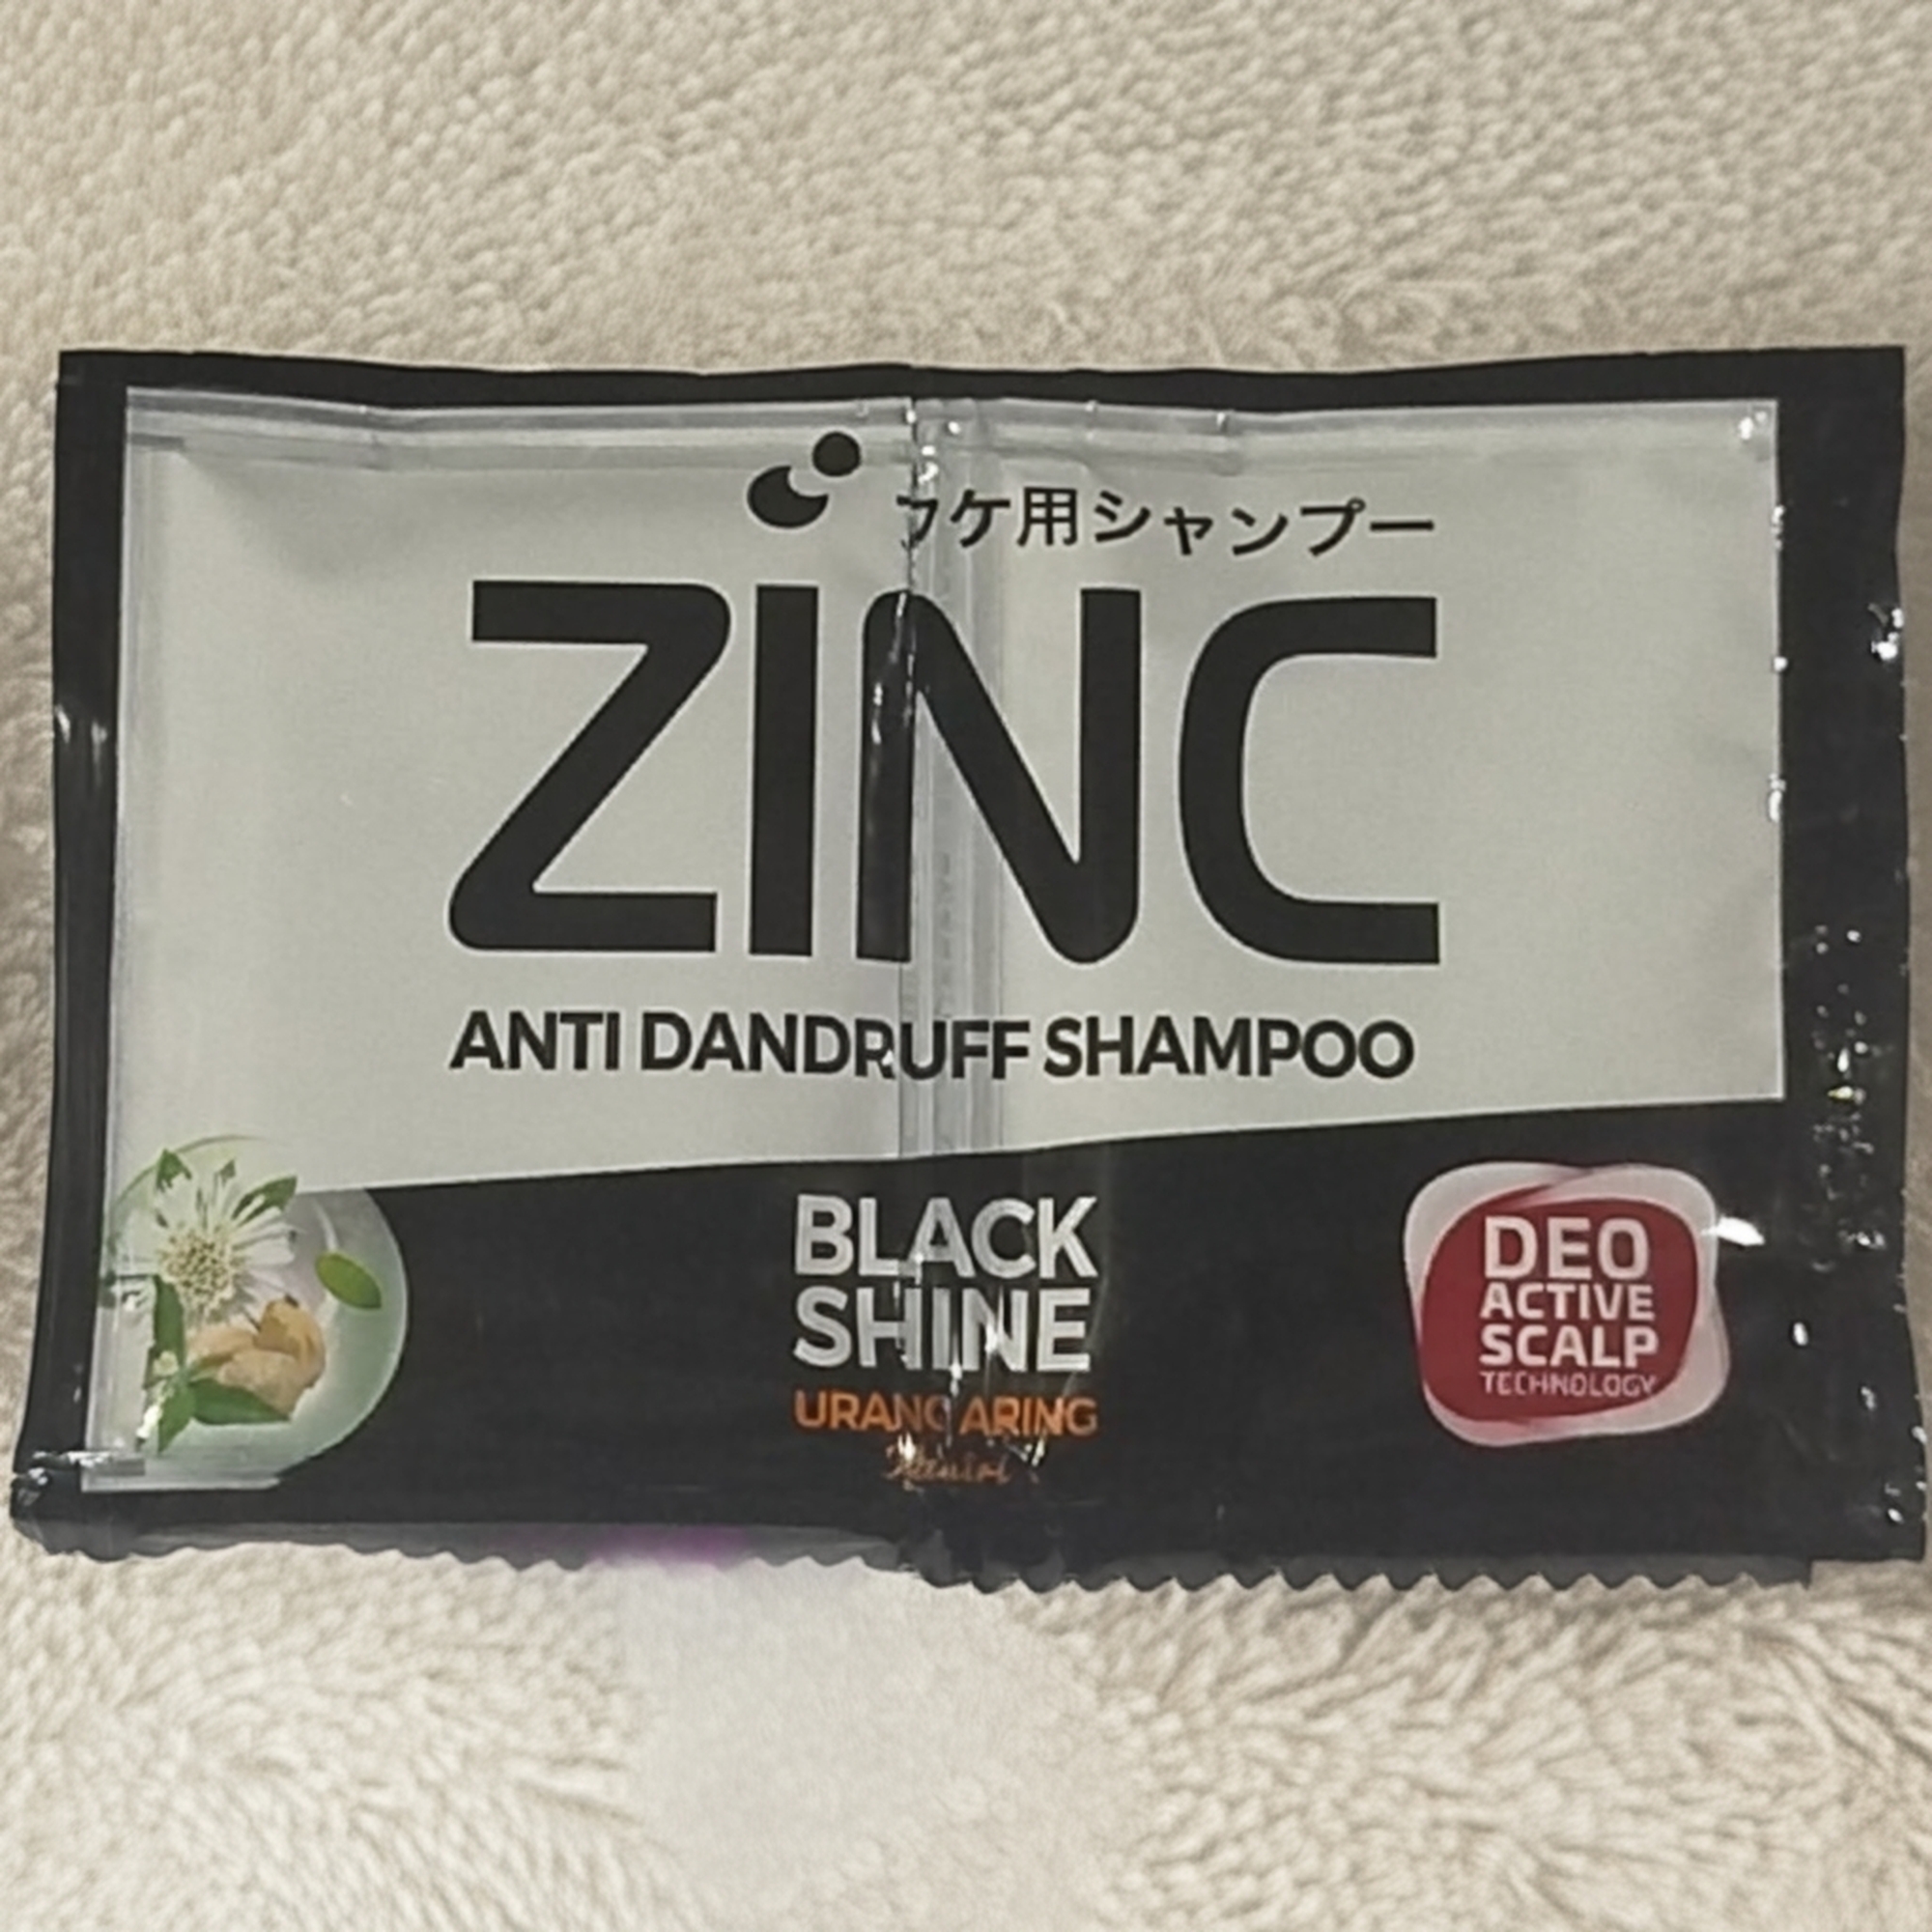 フケ用シャンプー
ZINC
ANTI DANDRUFF SHAMPOO
BLACK
SHINE
URANG ARING
DEO
ACTIVE
SCALP
TECHNOLOGY